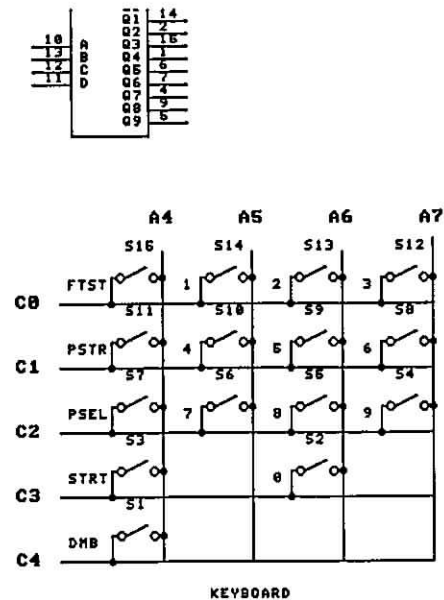 Q1 14
Q2 2
10 A Q3 15
13 B Q4 1
12 C Q5 6
11 D Q6 7
Q7 4
Q8 9
Q9 5
A4 A5 A6 A7
S15 S14 S13 S12
FTST 1 2 3
C0
S11 S10 S9 S8
PSTR 4 5 6
C1
S7 S6 S5 S4
PSEL 7 8 9
C2
S3 S2
STRT 0
C3
S1
DMB
C4
KEYBOARD